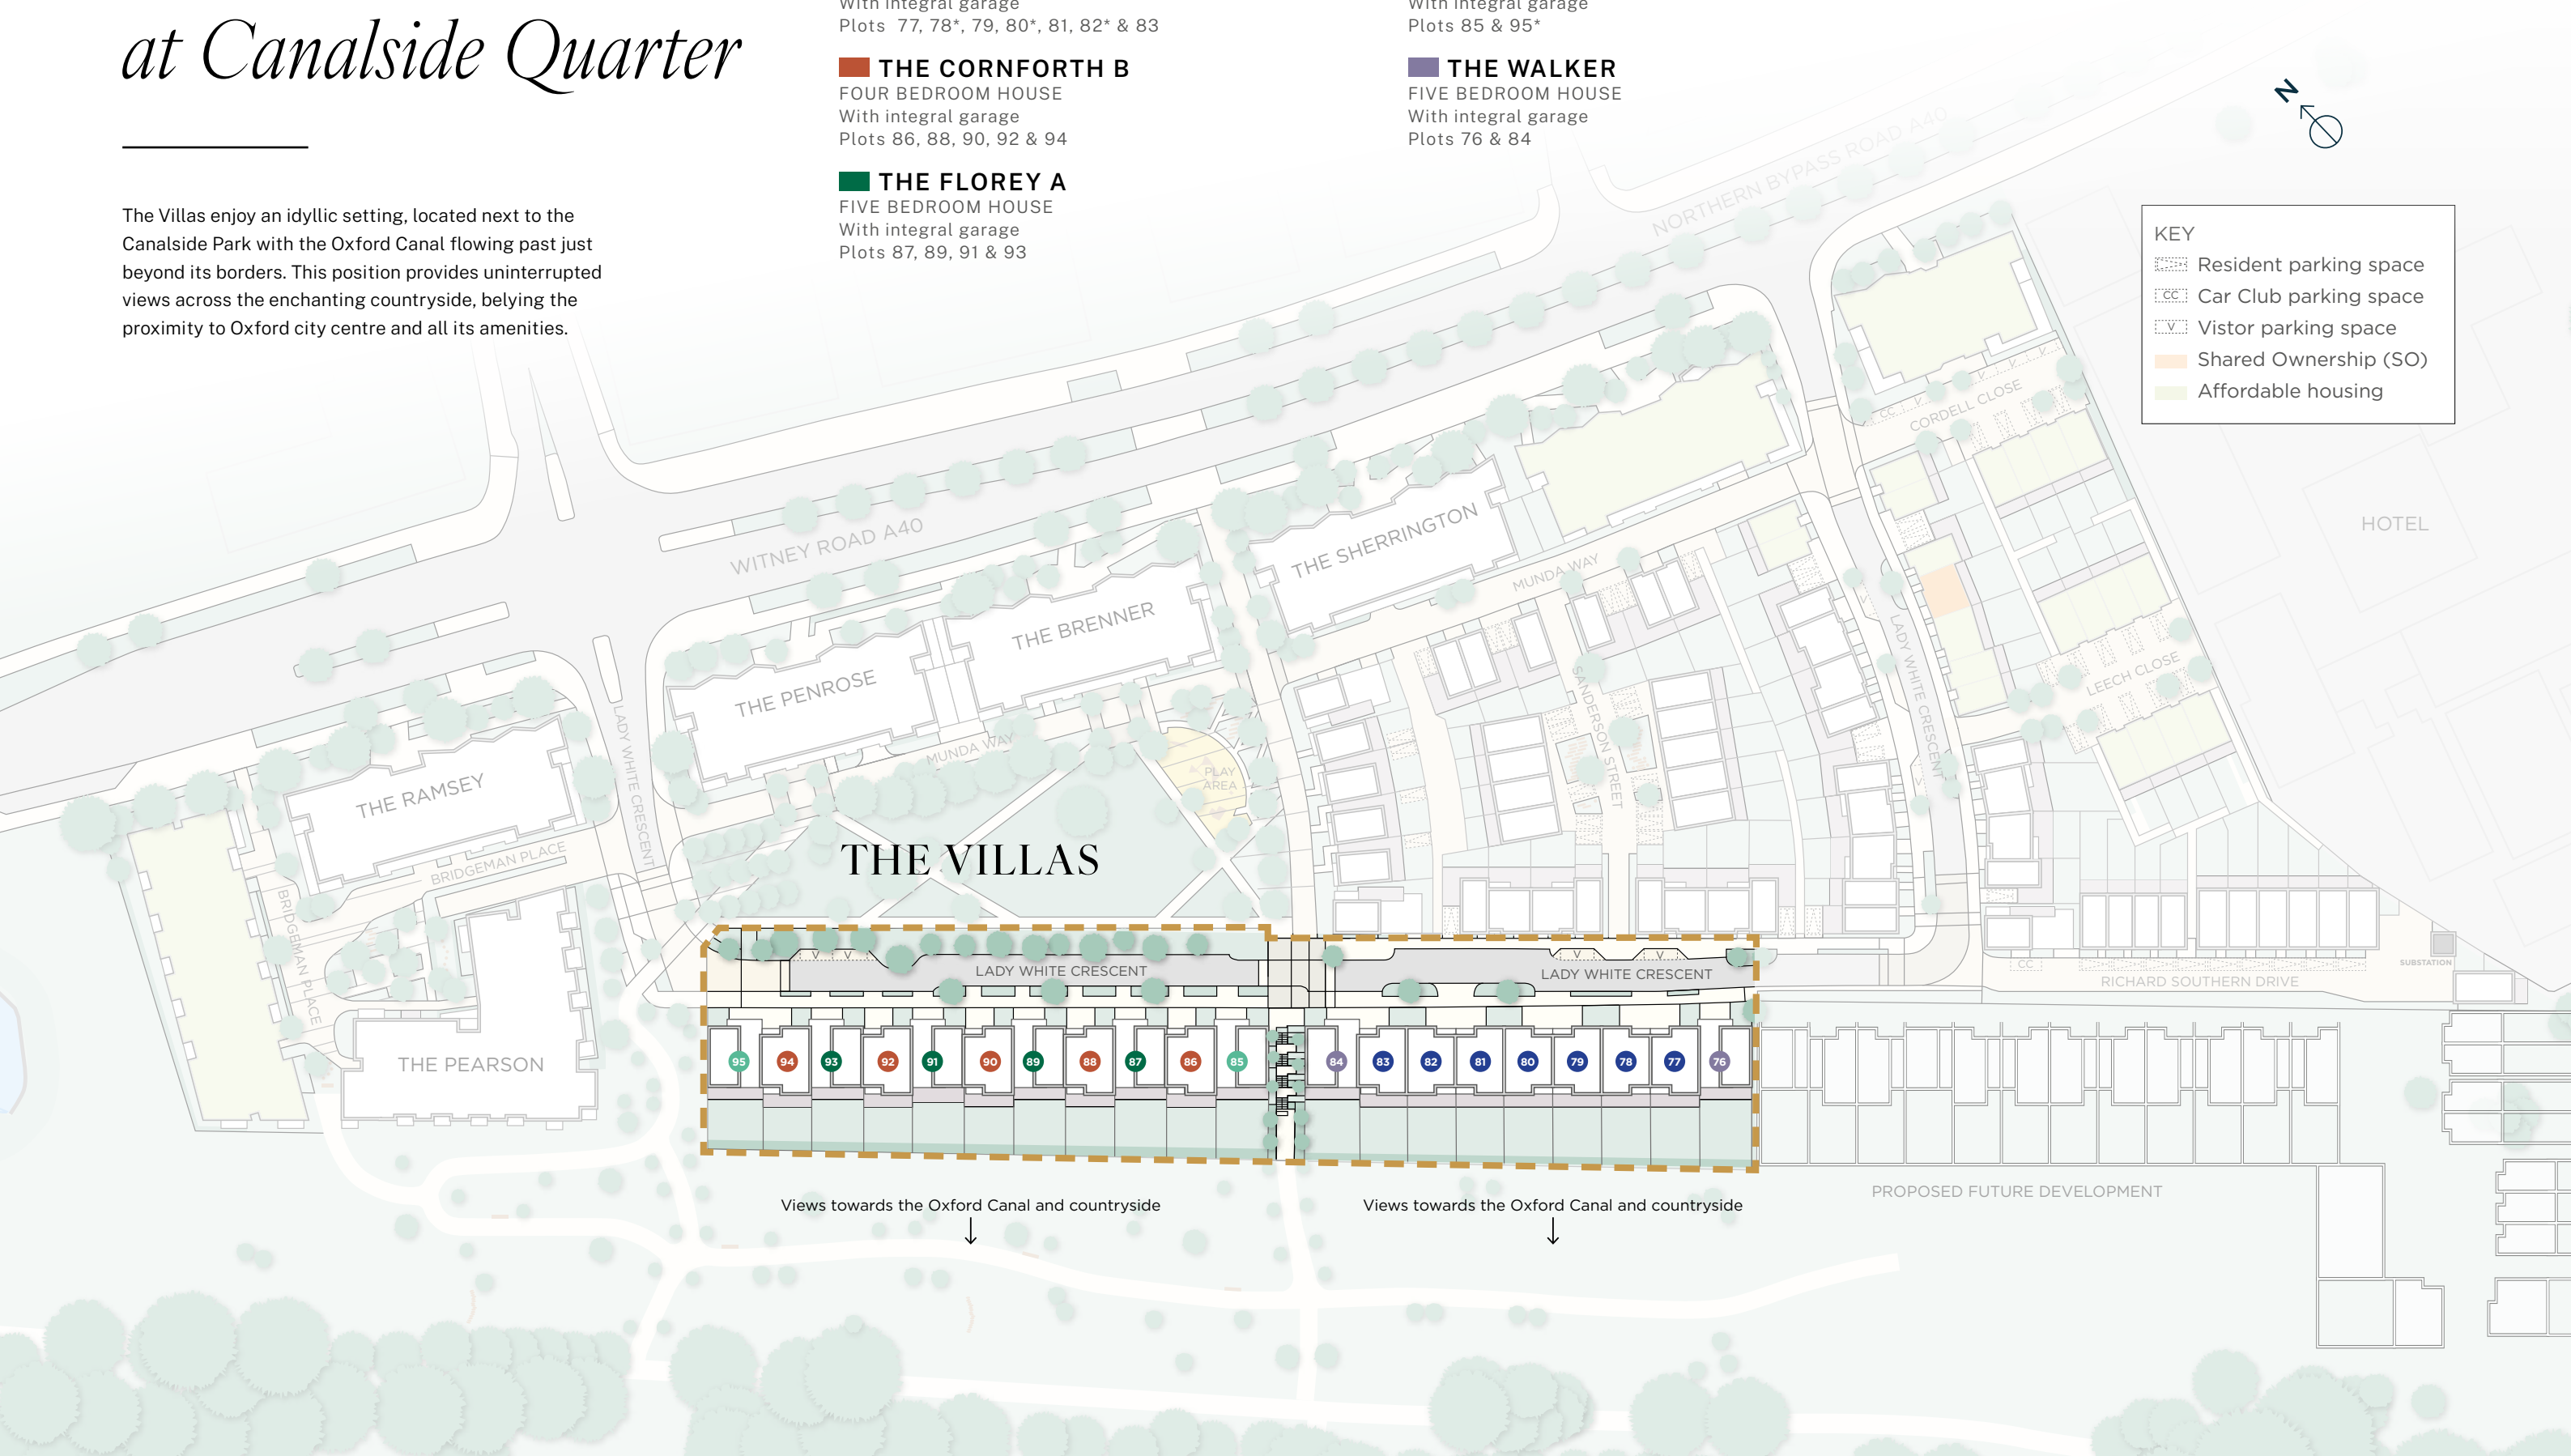 at Canalside Quarter
The Villas enjoy an idyllic setting, located next to the
Canalside Park with the Oxford Canal flowing past just
beyond its borders. This position provides uninterrupted
views across the enchanting countryside, belying the
proximity to Oxford city centre and all its amenities.
With integral garage
Plots 77, 78*, 79, 80*, 81, 82* & 83
THE CORNFORTH B
FOUR BEDROOM HOUSE
With integral garage
Plots 86, 88, 90, 92 & 94
THE FLOREY A
FIVE BEDROOM HOUSE
With integral garage
Plots 87, 89, 91 & 93
With integral garage
Plots 85 & 95*
THE WALKER
FIVE BEDROOM HOUSE
With integral garage
Plots 76 & 84
N
KEY
Resident parking space
CC Car Club parking space
V Vistor parking space
Shared Ownership (SO)
Affordable housing
NORTHERN BYPASS ROAD A40
WITNEY ROAD A40
CC
V
V
V
V
CORDELL CLOSE
HOTEL
THE SHERRINGTON
MUNDA WAY
THE BRENNER
THE PENROSE
MUNDA WAY
LADY WHITE CRESCENT
SANDERSON STREET
LADY WHITE CRESCENT
LEECH CLOSE
PLAY
AREA
THE RAMSEY
BRIDGEMAN PLACE
BRIDGEMAN PLACE
THE PEARSON
THE VILLAS
V V
V
V
LADY WHITE CRESCENT
LADY WHITE CRESCENT
CC
SUBSTATION
RICHARD SOUTHERN DRIVE
95 94 93 92 91 90 89 88 87 86 85 84 83 82 81 80 79 78 77 76
PROPOSED FUTURE DEVELOPMENT
Views towards the Oxford Canal and countryside
Views towards the Oxford Canal and countryside